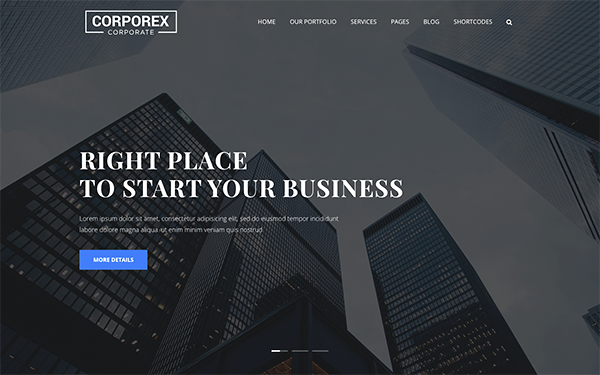 CORPOREX
CORPORATE
HOME OUR PORTFOLIO SERVICES PAGES BLOG SHORTCODES
RIGHT PLACE
TO START YOUR BUSINESS
Lorem ipsum dolor sit amet, consectetur adipisicing elit, sed do eiusmod tempor incid dunt
labore dolore magna aliqua ut enim minim veniam quis nostrud
MORE DETAILS